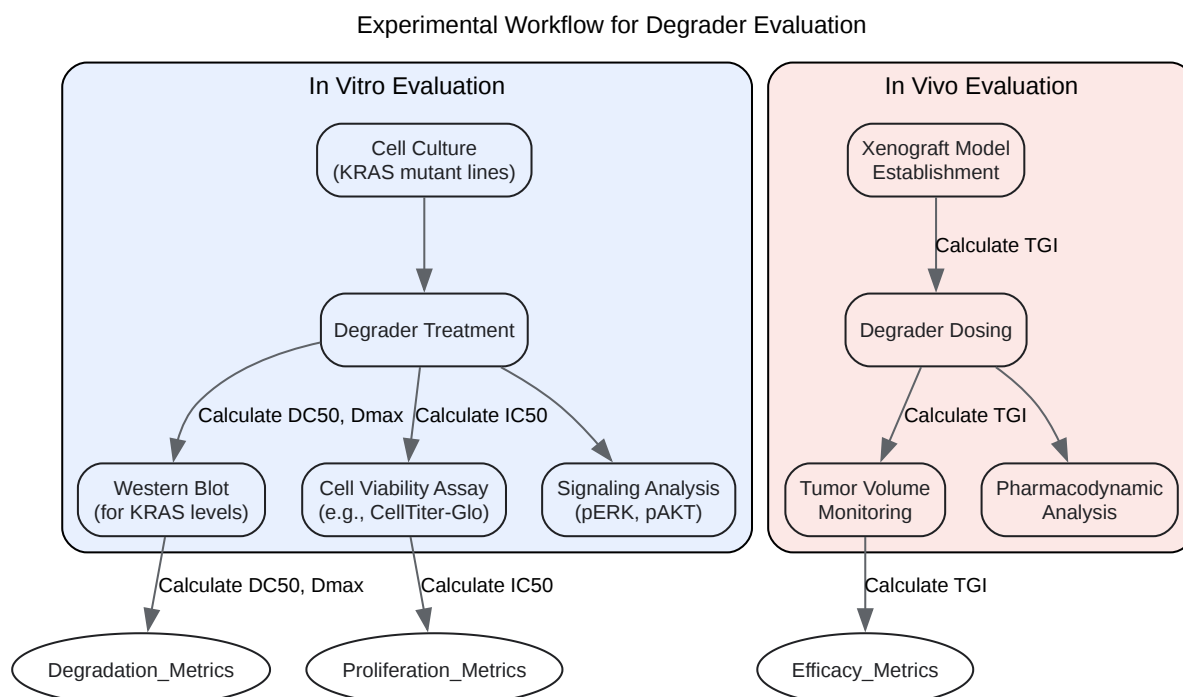 Experimental Workflow for Degrader Evaluation
In Vitro Evaluation
Cell Culture
(KRAS mutant lines)
Degrader Treatment
Calculate DC50, Dmax
Calculate IC50
Western Blot
(for KRAS levels)
Cell Viability Assay
(e.g., CellTiter-Glo)
Signaling Analysis
(pERK, pAKT)
Calculate DC50, Dmax
Calculate IC50
Degradation_Metrics
Proliferation_Metrics
In Vivo Evaluation
Xenograft Model
Establishment
Calculate TGI
Degrader Dosing
Calculate TGI
Tumor Volume
Monitoring
Pharmacodynamic
Analysis
Calculate TGI
Efficacy_Metrics